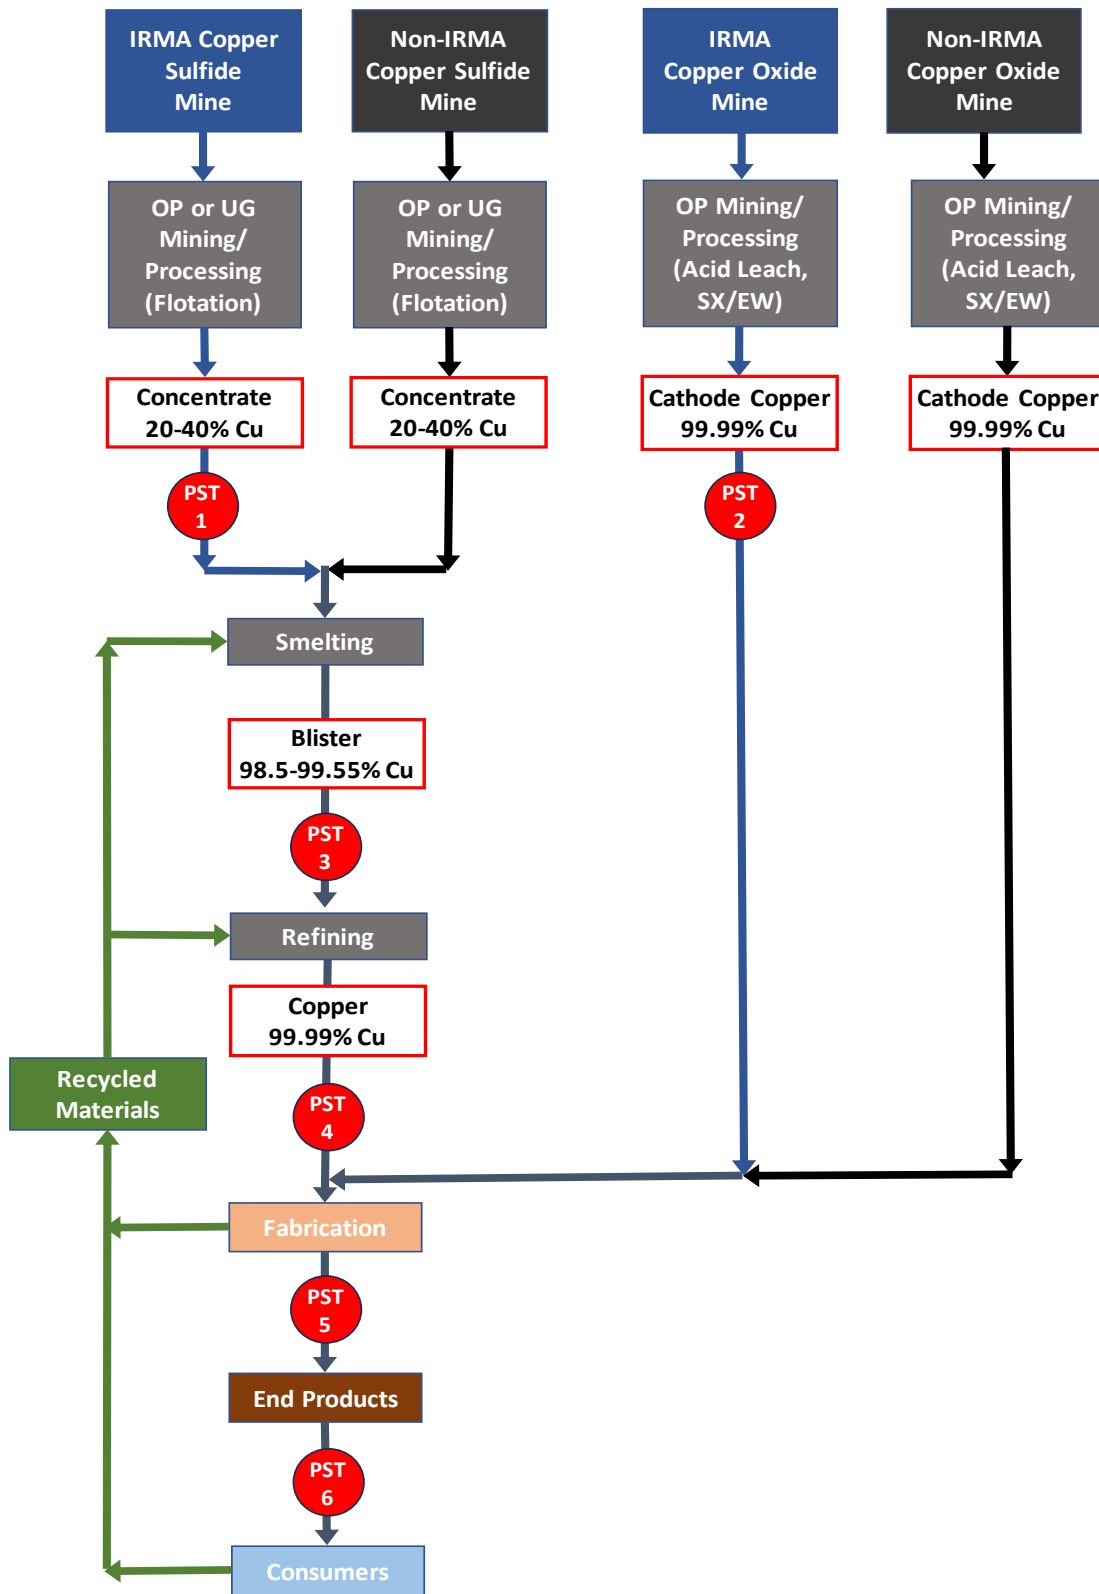 IRMA Copper
Sulfide
Mine
Non-IRMA
Copper Sulfide
Mine
IRMA
Copper Oxide
Mine
Non-IRMA
Copper Oxide
Mine
OP or UG
Mining/
Processing
(Flotation)
OP or UG
Mining/
Processing
(Flotation)
OP Mining/
Processing
(Acid Leach,
SX/EW)
OP Mining/
Processing
(Acid Leach,
SX/EW)
Concentrate
20-40% Cu
Concentrate
20-40% Cu
Cathode Copper
99.99% Cu
Cathode Copper
99.99% Cu
PST
1
PST
2
Smelting
Blister
98.5-99.55% Cu
PST
3
Refining
Copper
99.99% Cu
Recycled
Materials
PST
4
Fabrication
PST
5
End Products
PST
6
Consumers